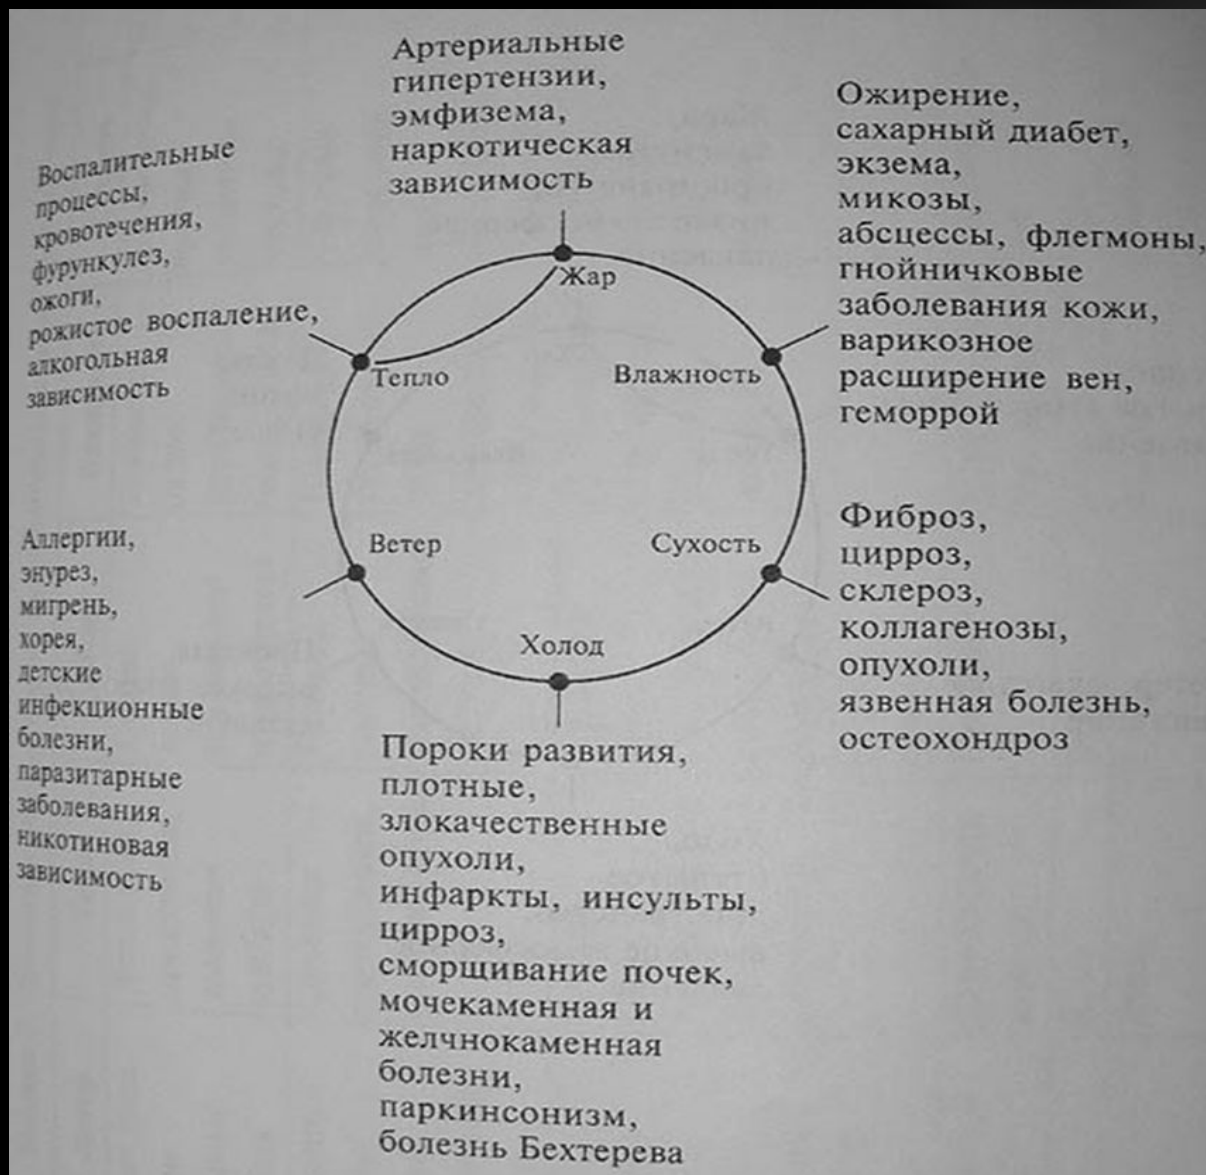 Артериальные
гипертензии,
эмфизема,
наркотическая
зависимость
Жар
Ожирение,
сахарный диабет,
экзема,
микозы,
абсцессы, флегмоны,
гнойничковые
заболевания кожи,
варикозное
расширение вен,
геморрой
Влажность
Фиброз,
цирроз,
склероз,
коллагенозы,
опухоли,
язвенная болезнь,
остеохондроз
Сухость
Холод
Пороки развития,
плотные,
злокачественные
опухоли,
инфаркты, инсульты,
цирроз,
сморщивание почек,
мочекаменная и
желчнокаменная
болезни,
паркинсонизм,
болезнь Бехтерева
Ветер
Аллергии,
энурез,
мигрень,
хорея,
детские
инфекционные
болезни,
паразитарные
заболевания,
никотиновая
зависимость
Тепло
Воспалительные
процессы,
кровотечения,
фурункулез,
ожоги,
рожистое воспаление,
алкогольная
зависимость